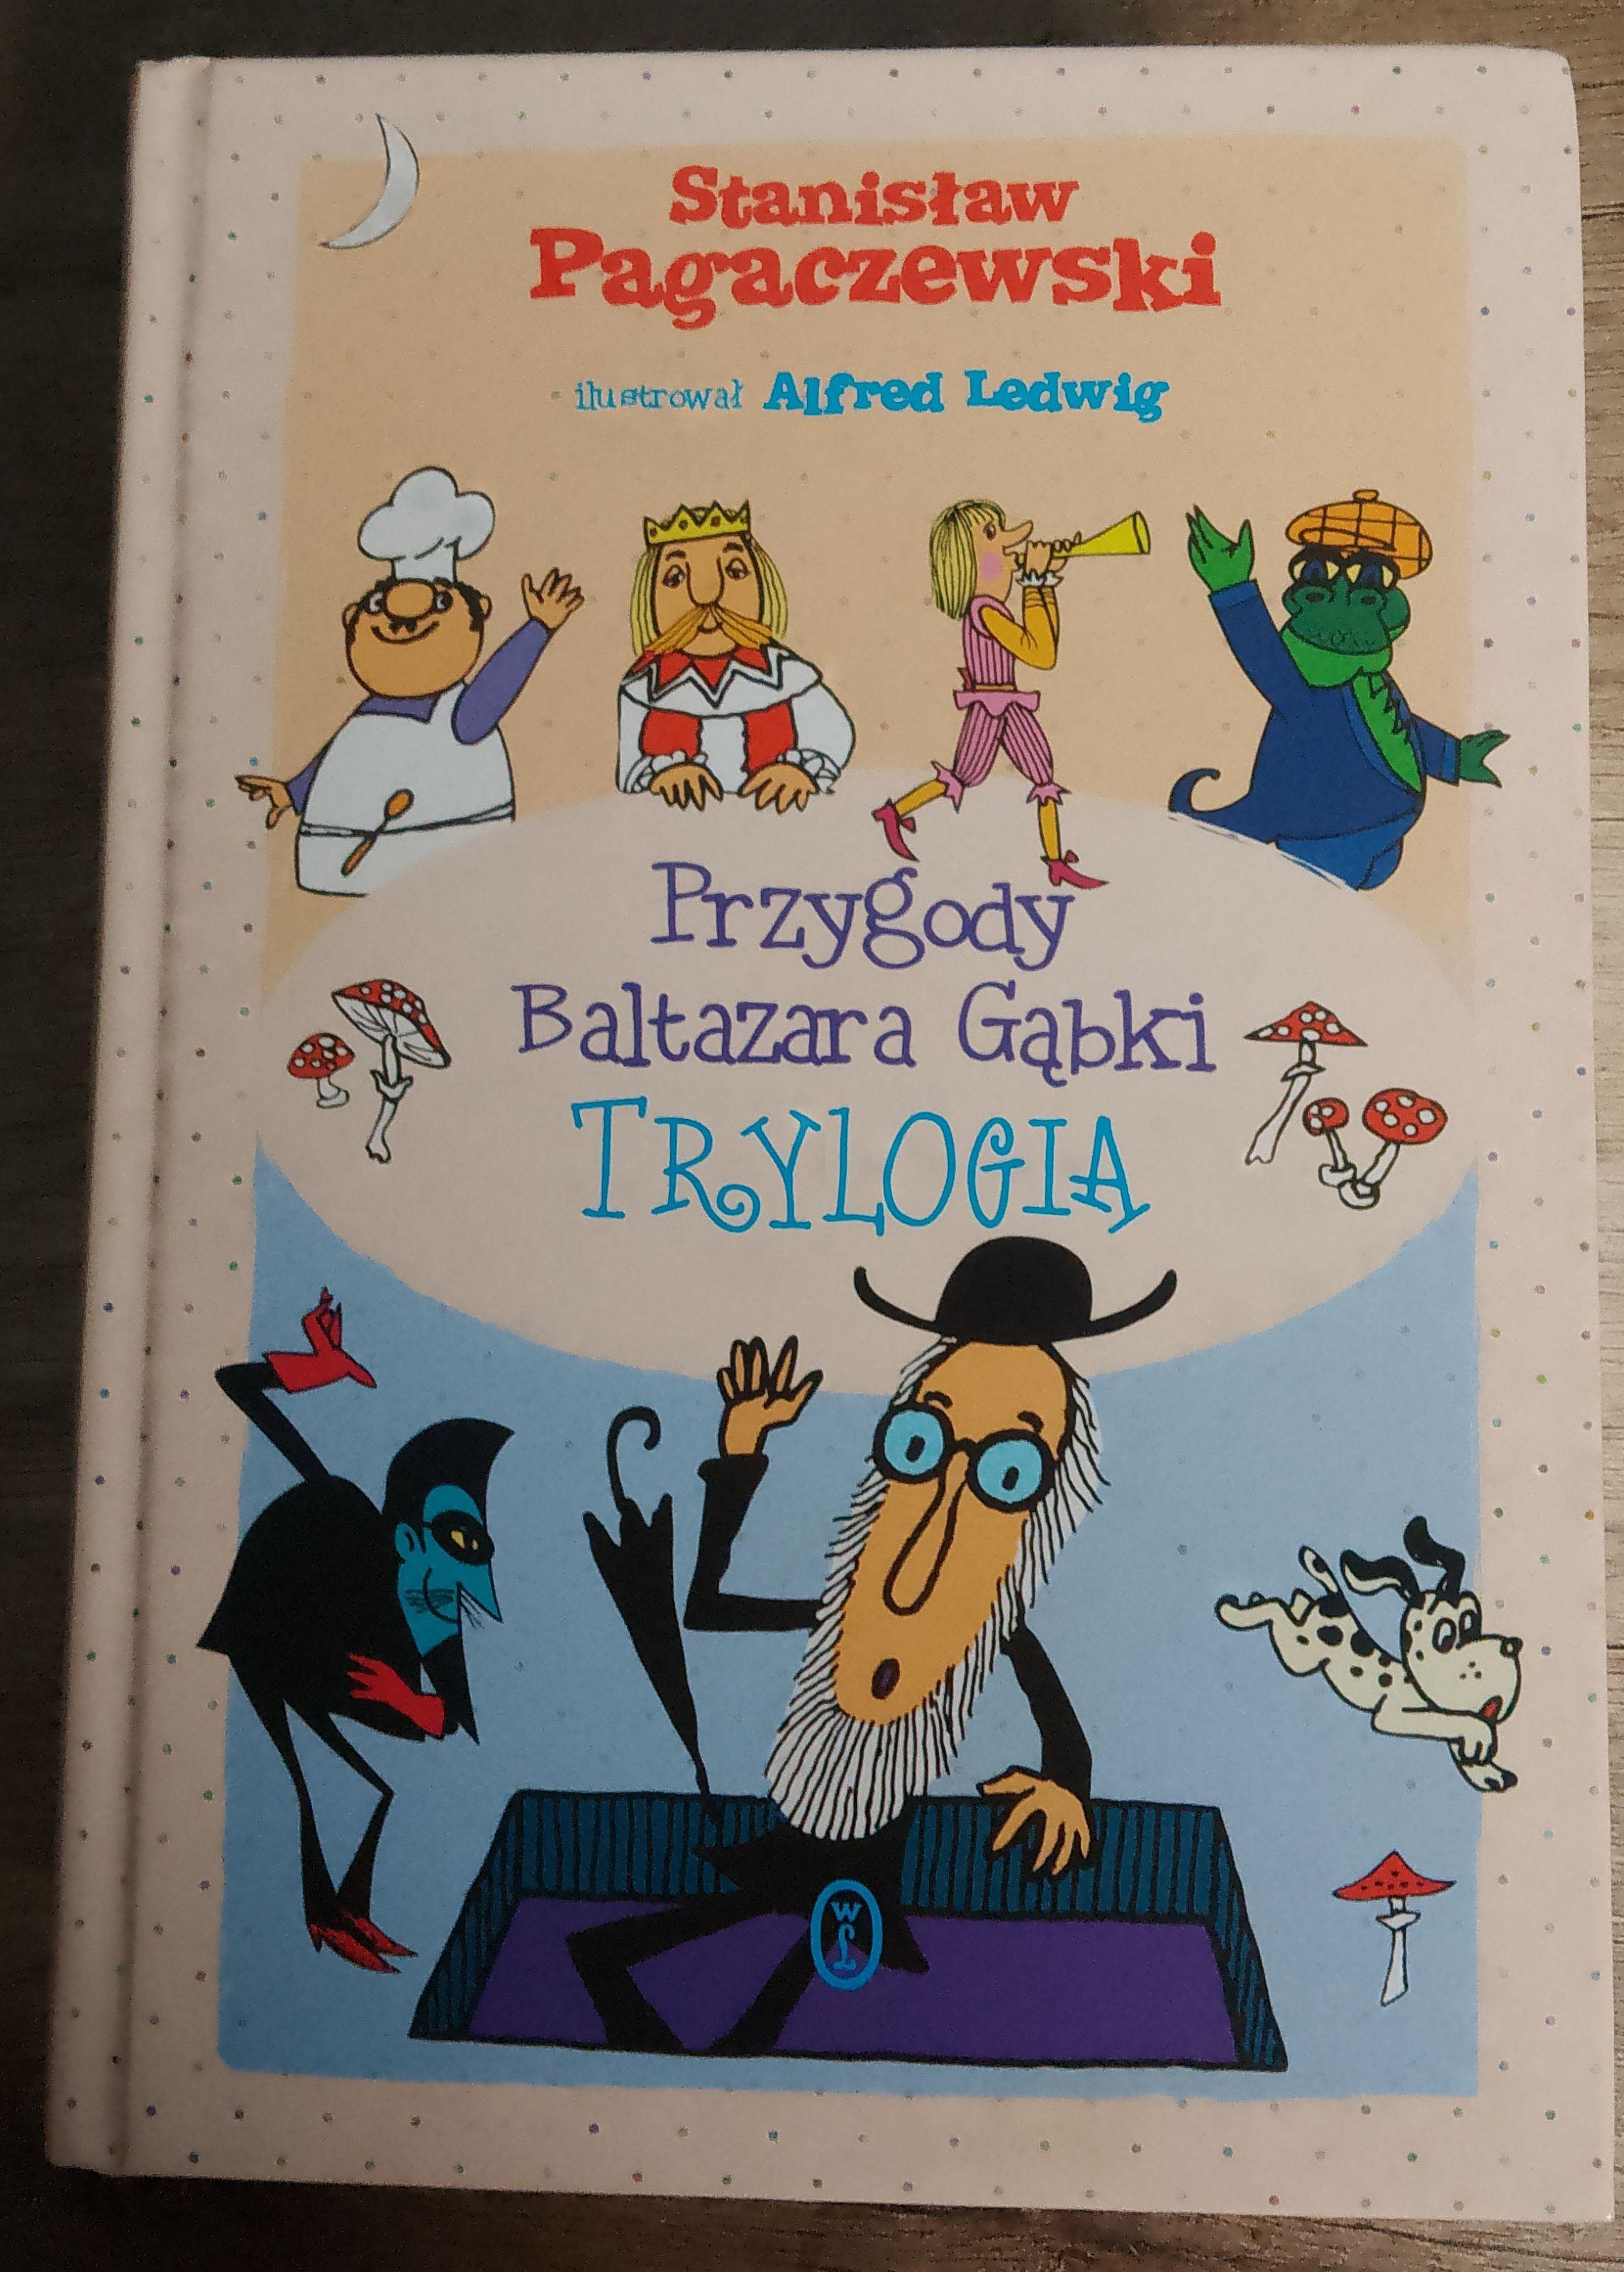 Stanisław
Pagaczewski
ilustrował Alfred Ledwig
Przygody
Baltazara Gąbki
TRYLOGIA
W
Ł